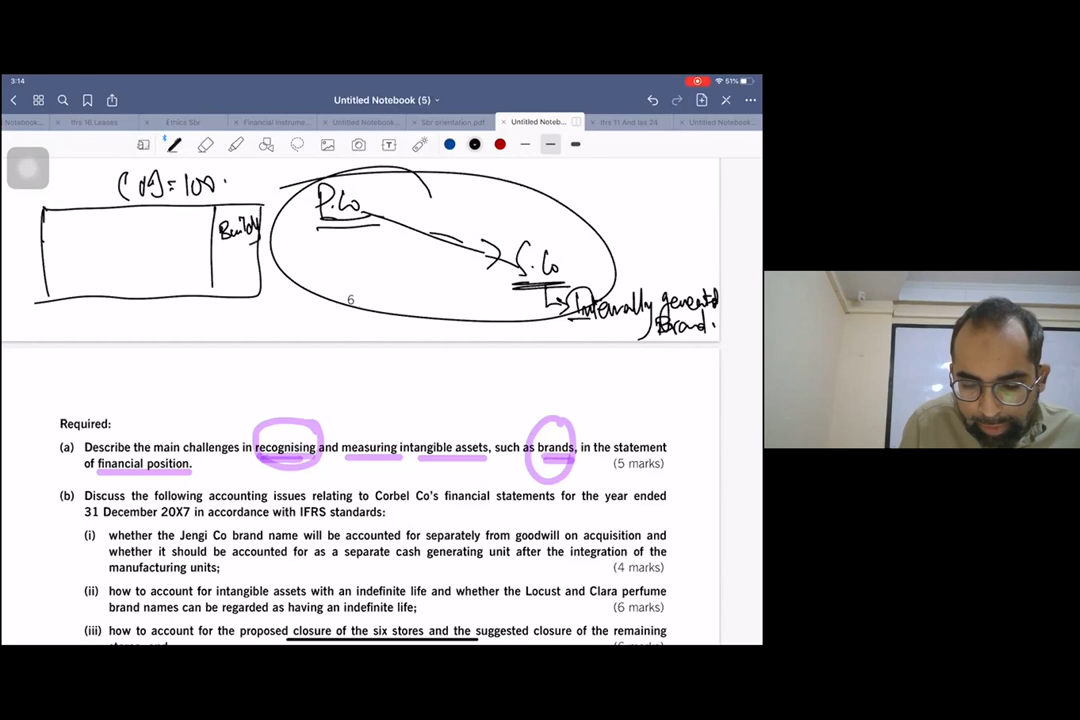 3:14
51%
Untitled Notebook (5)
Notebook...
Ifrs 16 Leases
Ethics Sbr
Financial Instrume...
Untitled Notebook...
Sbr orientation.pdf
Untitled Noteb...
Ifrs 11 And Ias 24
Untitled Notebook...
= 100.
P.Co
S.Co
Internally generated
Brand.
6
Required:
(a) Describe the main challenges in recognising and measuring intangible assets, such as brands, in the statement
of financial position. (5 marks)
(b) Discuss the following accounting issues relating to Corbel Co's financial statements for the year ended
31 December 20X7 in accordance with IFRS standards:
(i) whether the Jengi Co brand name will be accounted for separately from goodwill on acquisition and
whether it should be accounted for as a separate cash generating unit after the integration of the
manufacturing units; (4 marks)
(ii) how to account for intangible assets with an indefinite life and whether the Locust and Clara perfume
brand names can be regarded as having an indefinite life; (6 marks)
(iii) how to account for the proposed closure of the six stores and the suggested closure of the remaining